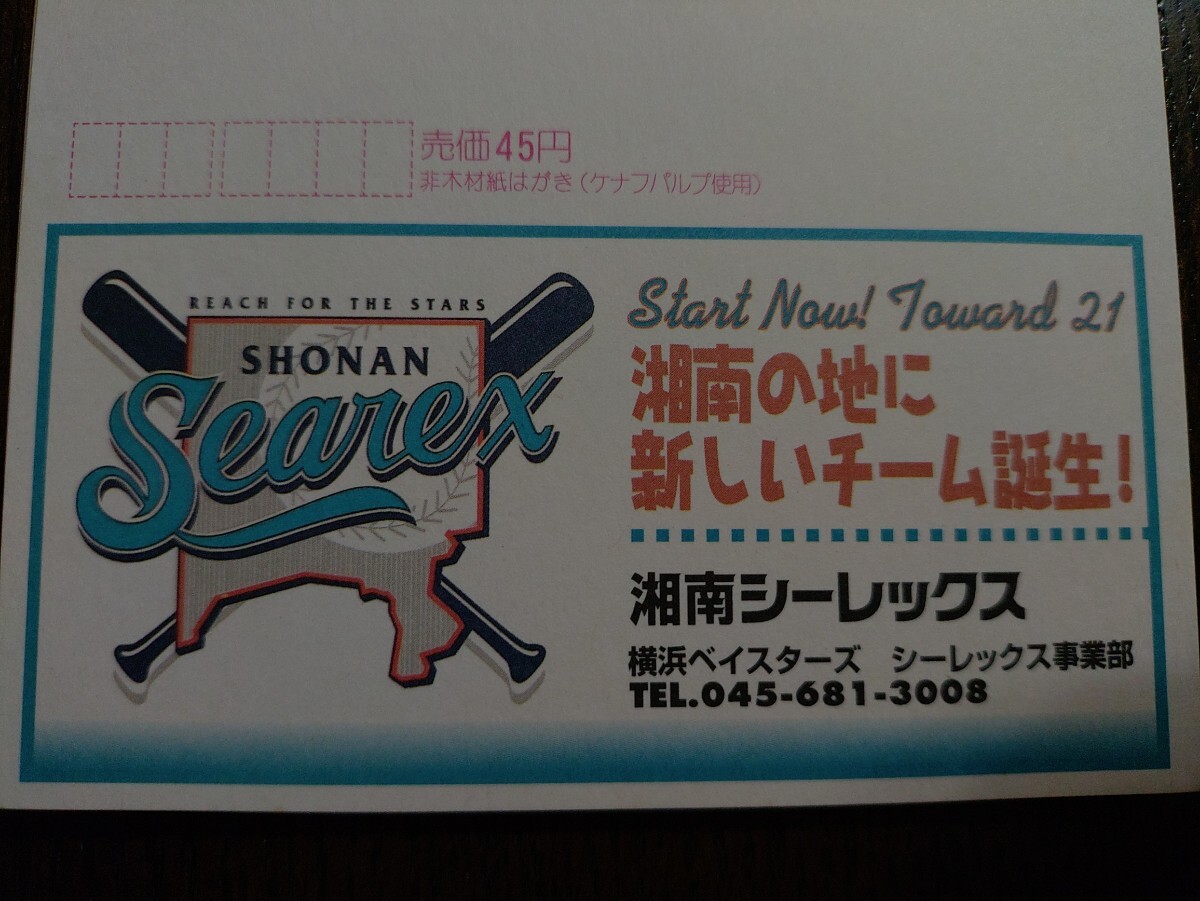 売価45円
非木材紙はがき(ケナフパルプ使用)
REACH FOR THE STARS
SHONAN
Searex
Start Now! Toward 21
湘南の地に
新しいチーム誕生!
湘南シーレックス
横浜ベイスターズ シーレックス事業部
TEL.045-681-3008